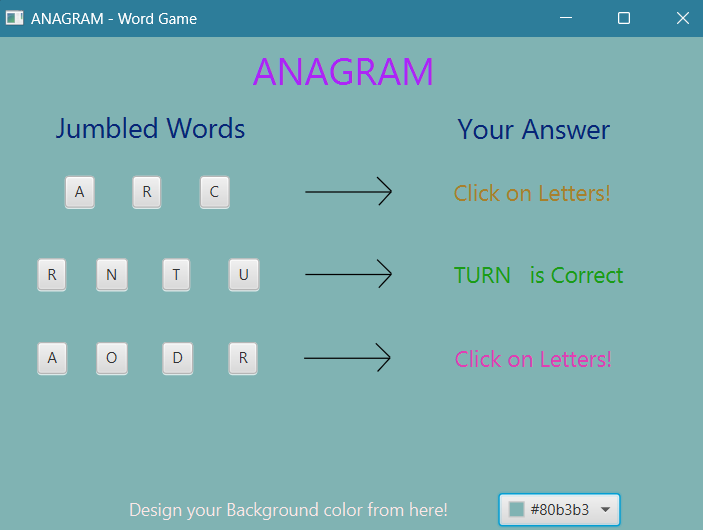 ANAGRAM - Word Game
ANAGRAM
Jumbled Words Your Answer
A R C Click on Letters!
R N T U TURN is Correct
A O D R Click on Letters!
Design your Background color from here! #80b3b3